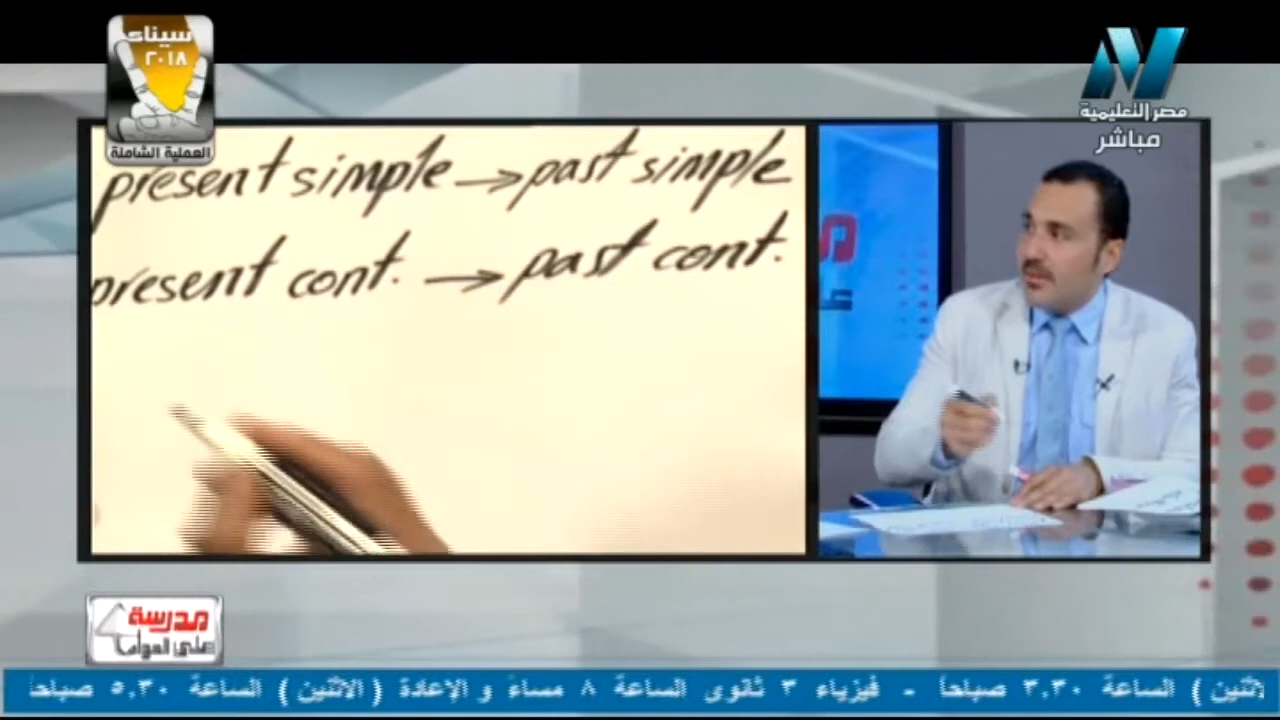 سيناء
٢٠١٨
العملية الشاملة
مصر التعليمية
مباشر
present simple → past simple
present cont. → past cont.
مدرسة
على الهواء
الساعة ٣,٣٠ صباحاً - فيزياء ٣ ثانوى الساعة ٨ مساءً و الإعادة (الاثنين) الساعة ٥,٣٠ صباحاً